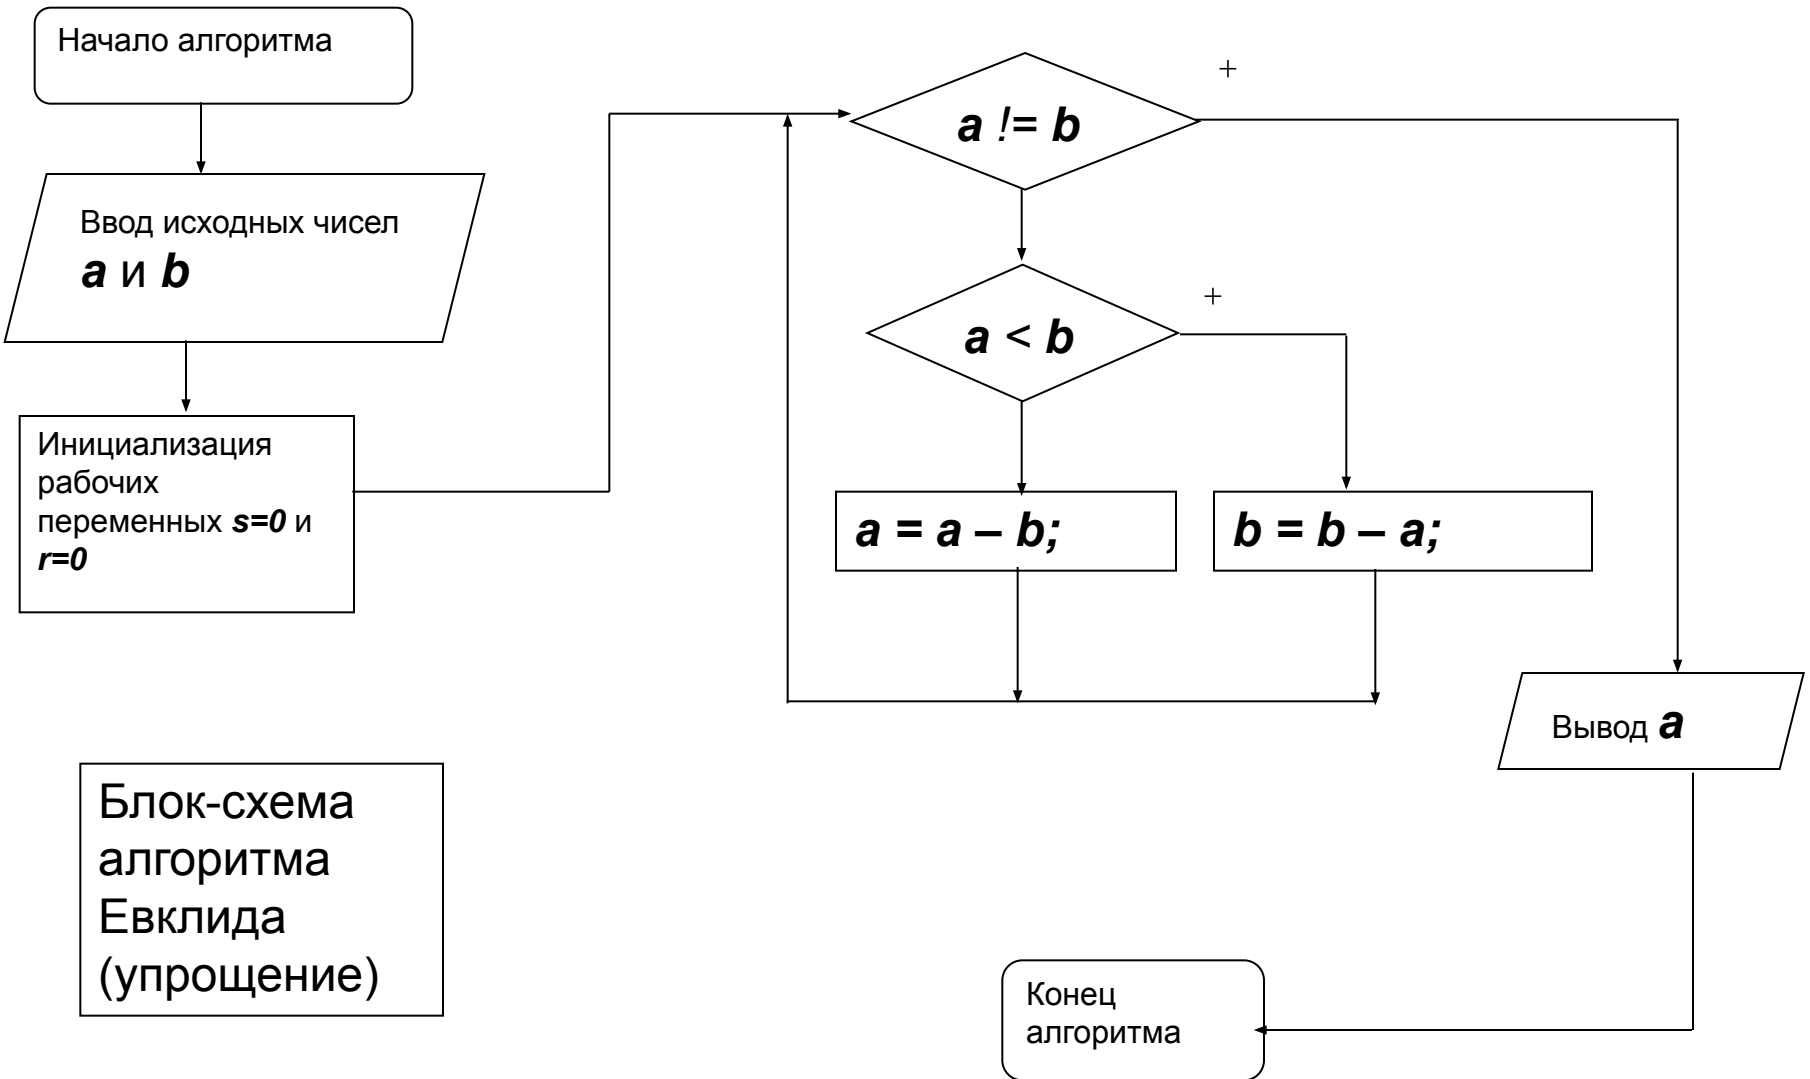 Начало алгоритма
Ввод исходных чисел
a и b
Инициализация
рабочих
переменных s=0 и
r=0
+
a != b
+
a < b
a = a – b;
b = b – a;
Вывод a
Блок-схема
алгоритма
Евклида
(упрощение)
Конец
алгоритма